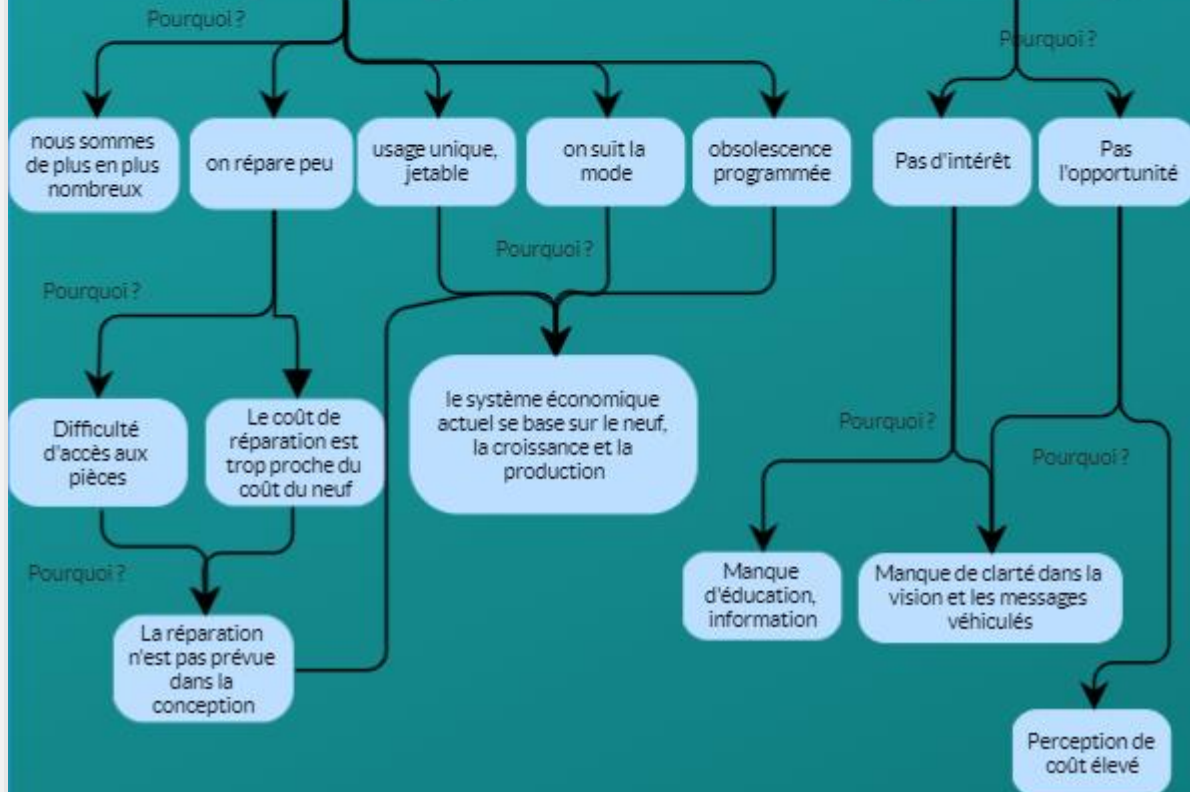 Pourquoi ?
Pourquoi ?
nous sommes
de plus en plus
nombreux
on répare peu
usage unique,
jetable
on suit la
mode
obsolescence
programmée
Pas d'intérêt
Pas
l'opportunité
Pourquoi ?
Pourquoi ?
Difficulté
d'accès aux
pièces
Le coût de
réparation est
trop proche du
coût du neuf
le système économique
actuel se base sur le neuf,
la croissance et la
production
Pourquoi ?
Pourquoi ?
Pourquoi ?
La réparation
n'est pas prévue
dans la
conception
Manque
d'éducation,
information
Manque de clarté dans la
vision et les messages
véhiculés
Perception de
coût élevé